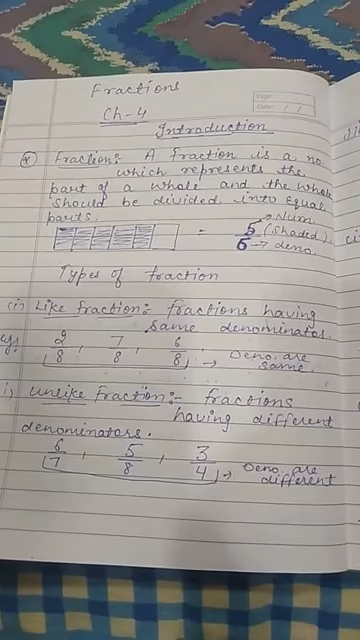 Fractions
Page:
Date: / /
Ch-4
Introduction
Fraction:- A fraction is a no.
which represents the
part of a whole and the whole
should be divided into equal
parts.
= 5/6 → Num (Shaded)
→ deno.
Types of fraction
(i) Like fraction:- fractions having
same denominator.
eg) 2/8, 7/8, 6/8 → Deno. are
same.
i) unlike fraction:- fractions
having different
denominators.
6/7, 5/8, 3/4 → Deno. are
different